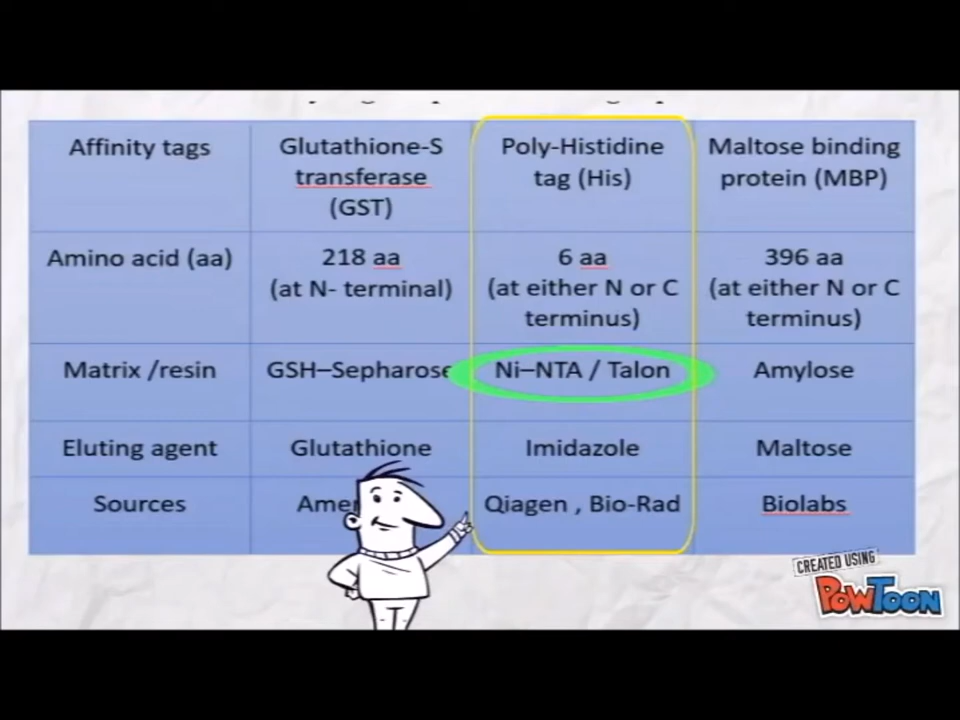 Affinity tags
Glutathione-S
transferase
(GST)
Poly-Histidine
tag (His)
Maltose binding
protein (MBP)
Amino acid (aa)
218 aa
(at N- terminal)
6 aa
(at either N or C
terminus)
396 aa
(at either N or C
terminus)
Matrix /resin
GSH–Sepharose
Ni–NTA / Talon
Amylose
Eluting agent
Glutathione
Imidazole
Maltose
Sources
Qiagen , Bio-Rad
Biolabs
CREATED USING
POWTOON